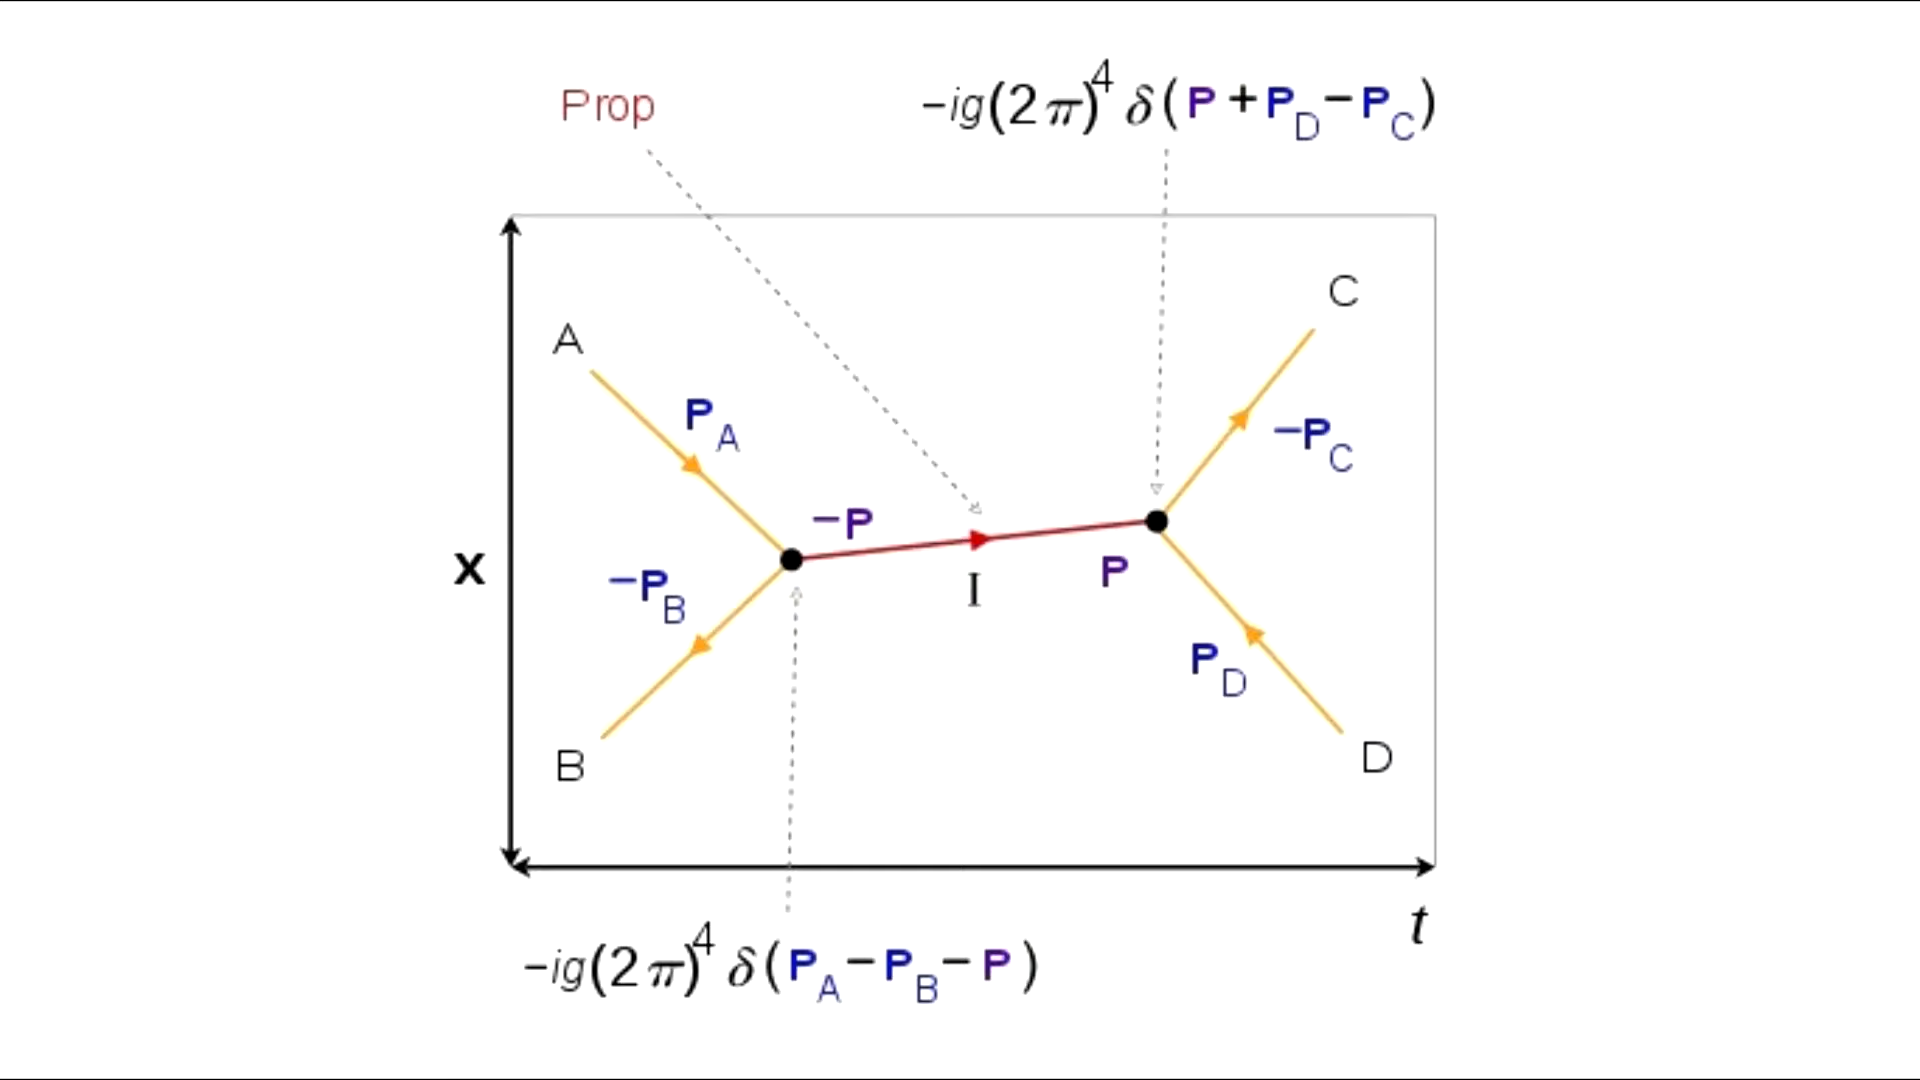 Prop
−ig(2π)⁴ δ(P+P_D−P_C)
C
A
P_A
−P_C
−P
x
−P_B
I
P
P_D
B
D
t
−ig(2π)⁴ δ(P_A−P_B−P)